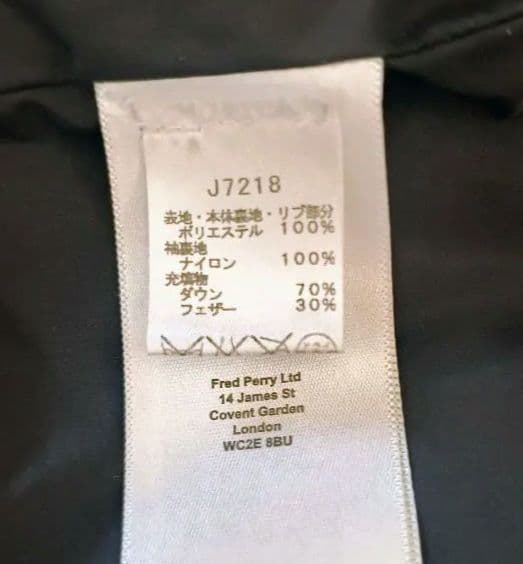 J7218
表地・本体裏地・リブ部分
ポリエステル 100%
袖裏地
ナイロン 100%
充填物
ダウン 70%
フェザー 30%
Fred Perry Ltd
14 James St
Covent Garden
London
WC2E 8BU